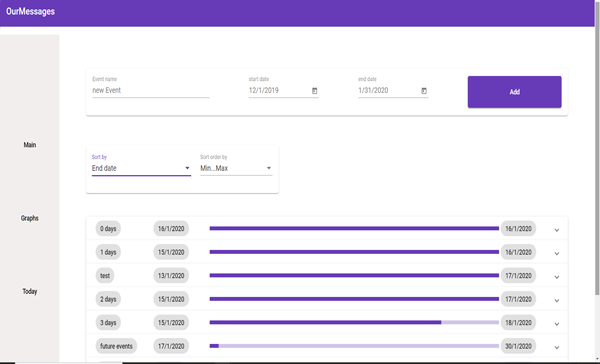 OurMessages
Event name
new Event
start date
12/1/2019
end date
1/31/2020
Add
Main
Graphs
Today
Sort by
End date
Sort order by
Min...Max
0 days 16/1/2020 16/1/2020
1 days 15/1/2020 16/1/2020
test 13/1/2020 17/1/2020
2 days 15/1/2020 17/1/2020
3 days 15/1/2020 18/1/2020
future events 17/1/2020 30/1/2020